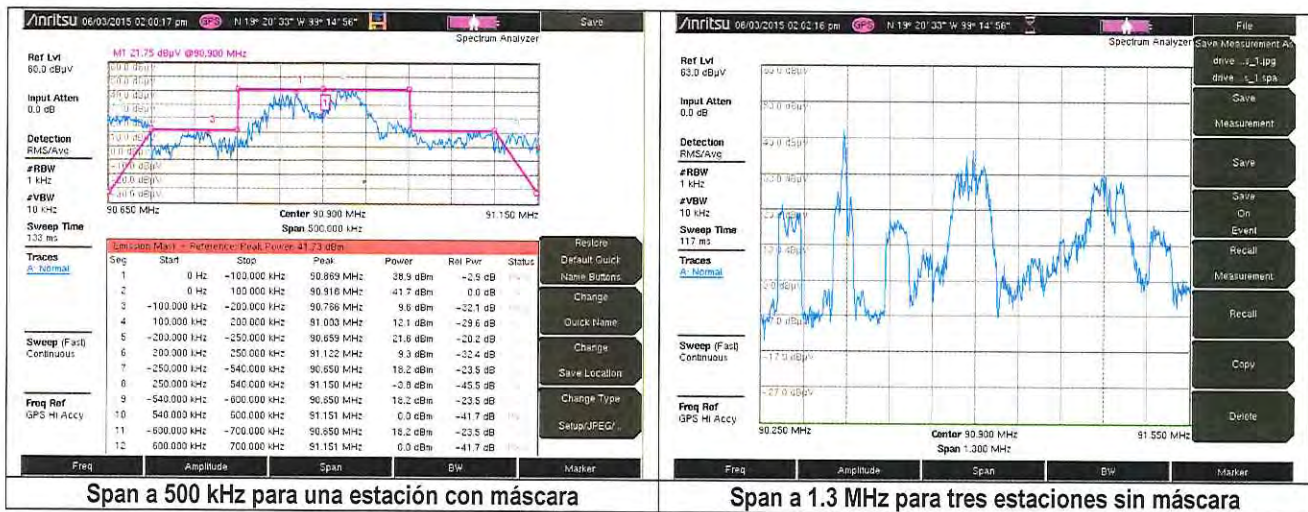 Anritsu 06/03/2015 02:00:17 pm GPS N 19° 20' 33" W 99° 14' 56"
Save
Spectrum Analyzer
Ref Lvl
60.0 dBµV
M1 21.75 dBµV @90.900 MHz
Input Atten
0.0 dB
Detection
RMS/Avg
#RBW
1 kHz
#VBW
10 kHz
Sweep Time
133 ms
Traces
A: Normal
Sweep (Fast)
Continuous
Freq Ref
GPS Hi Accy
1
3
90.650 MHz
Center 90.900 MHz
91.150 MHz
Span 500.000 kHz
Emission Mask - Reference: Peak Power 41.73 dBm
Seg Start Stop Peak Power Rel Pwr Status
1 0 Hz -100.000 kHz 90.869 MHz 38.9 dBm -2.9 dB
2 0 Hz 100.000 kHz 90.916 MHz 41.7 dBm 0.0 dB
3 -100.000 kHz -200.000 kHz 90.766 MHz 9.6 dBm -32.1 dB
4 100.000 kHz 200.000 kHz 91.003 MHz 12.1 dBm -29.6 dB
5 -200.000 kHz -250.000 kHz 90.659 MHz 21.6 dBm -20.2 dB
6 200.000 kHz 250.000 kHz 91.122 MHz 9.3 dBm -32.4 dB
7 -250.000 kHz -540.000 kHz 90.650 MHz 18.2 dBm -23.5 dB
8 250.000 kHz 540.000 kHz 91.150 MHz -3.8 dBm -45.5 dB
9 -540.000 kHz -600.000 kHz 90.650 MHz 18.2 dBm -23.5 dB
10 540.000 kHz 600.000 kHz 91.151 MHz 0.0 dBm -41.7 dB
11 -600.000 kHz -700.000 kHz 90.650 MHz 18.2 dBm -23.5 dB
12 600.000 kHz 700.000 kHz 91.151 MHz 0.0 dBm -41.7 dB
Restore
Default Quick
Name Buttons
Change
Quick Name
Change
Save Location
Change Type
Setup/JPEG/..
Freq Amplitude Span BW Marker
Span a 500 kHz para una estación con máscara
Anritsu 06/03/2015 02:02:16 pm GPS N 19° 20' 33" W 99° 14' 56"
File
Spectrum Analyzer
Ref Lvl
63.0 dBµV
Input Atten
0.0 dB
Detection
RMS/Avg
#RBW
1 kHz
#VBW
10 kHz
Sweep Time
117 ms
Traces
A: Normal
Sweep (Fast)
Continuous
Freq Ref
GPS Hi Accy
-17.0 dBµV
-27.0 dBµV
90.250 MHz
Center 90.900 MHz
91.550 MHz
Span 1.300 MHz
Save Measurement As
drive ...s_1.jpg
drive ...s_1.spa
Save
Measurement
Save
Save
On
Event
Recall
Measurement
Recall
Copy
Delete
Freq Amplitude Span BW Marker
Span a 1.3 MHz para tres estaciones sin máscara